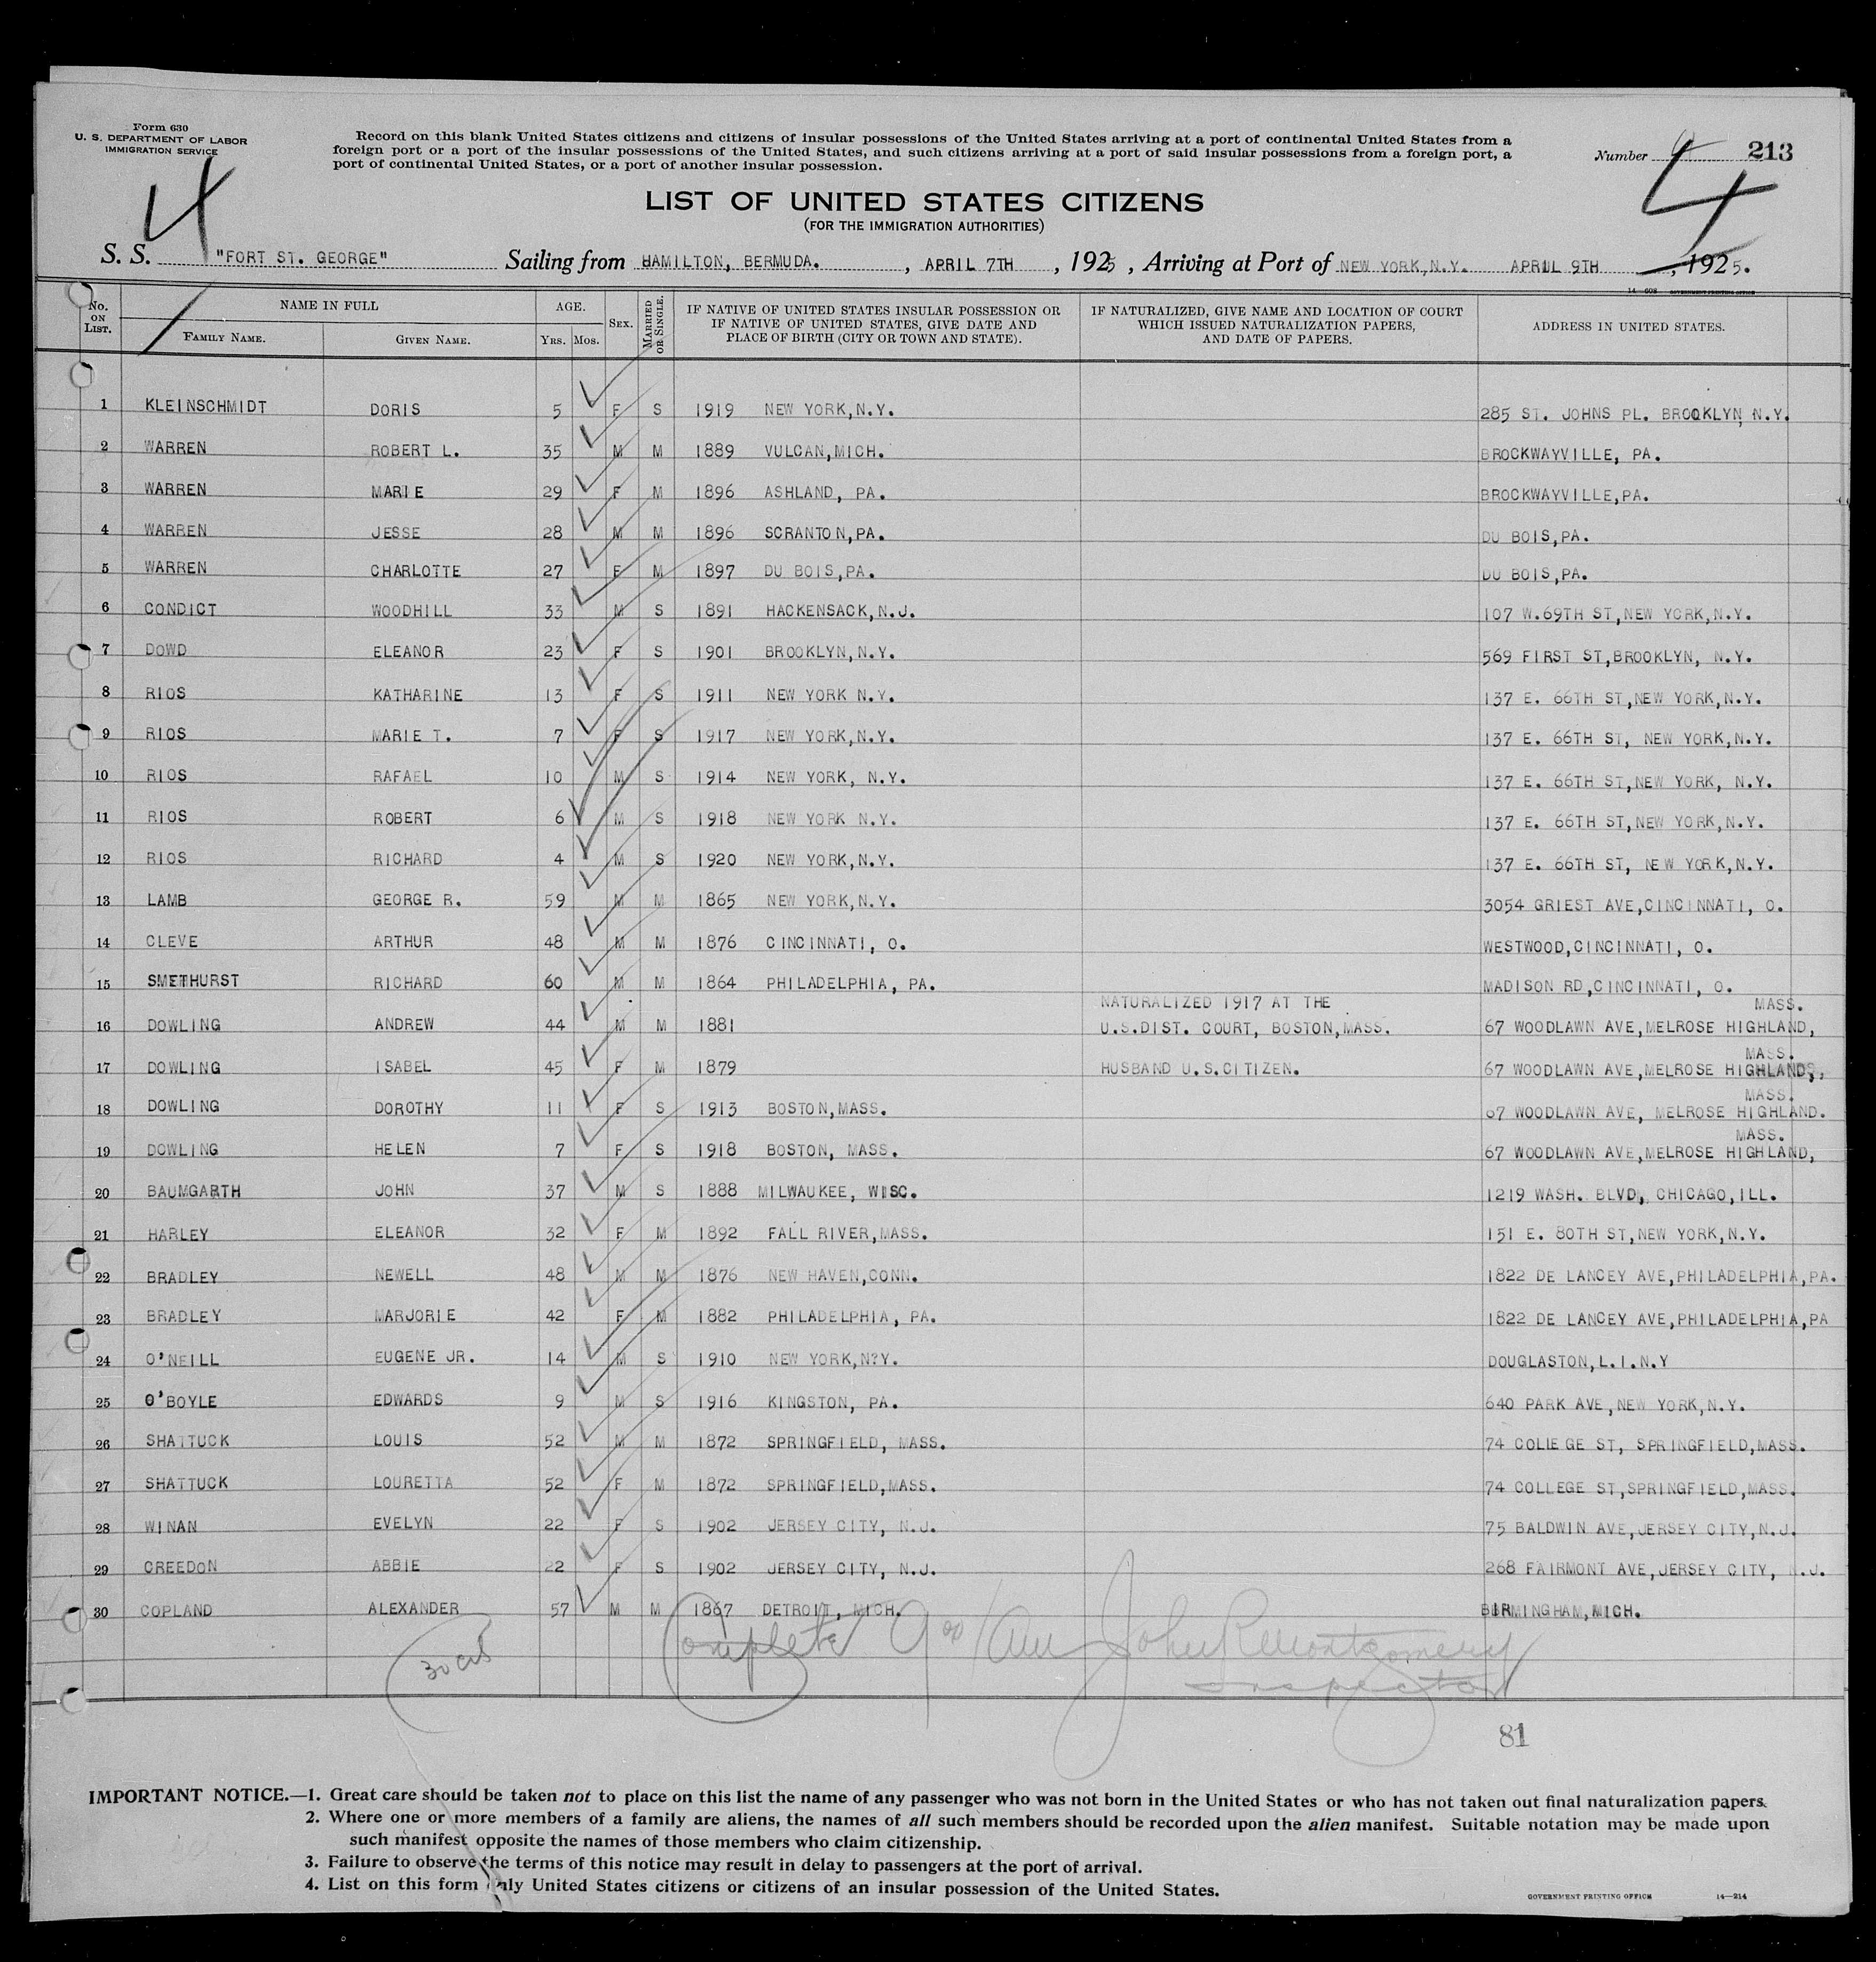 Form 630
U. S. DEPARTMENT OF LABOR
IMMIGRATION SERVICE
Record on this blank United States citizens and citizens of insular possessions of the United States arriving at a port of continental United States from a
foreign port or a port of the insular possessions of the United States, and such citizens arriving at a port of said insular possessions from a foreign port, a
port of continental United States, or a port of another insular possession.
Number 4 213
4 4
LIST OF UNITED STATES CITIZENS
(FOR THE IMMIGRATION AUTHORITIES)
S. S. "FORT ST. GEORGE" Sailing from HAMILTON, BERMUDA. , APRIL 7TH , 1925 , Arriving at Port of NEW YORK,N.Y. APRIL 9TH , 1925.
14—608 GOVERNMENT PRINTING OFFICE
No. ON LIST. NAME IN FULL FAMILY NAME. GIVEN NAME. AGE. YRS. MOS. SEX. MARRIED OR SINGLE. IF NATIVE OF UNITED STATES INSULAR POSSESSION OR IF NATIVE OF UNITED STATES, GIVE DATE AND PLACE OF BIRTH (CITY OR TOWN AND STATE). IF NATURALIZED, GIVE NAME AND LOCATION OF COURT WHICH ISSUED NATURALIZATION PAPERS, AND DATE OF PAPERS. ADDRESS IN UNITED STATES.
1 KLEINSCHMIDT DORIS 5 F S 1919 NEW YORK,N.Y. 285 ST. JOHNS PL. BROOKLYN, N.Y.
2 WARREN ROBERT L. 35 M M 1889 VULCAN,MICH. BROCKWAYVILLE, PA.
3 WARREN MARIE 29 F M 1896 ASHLAND, PA. BROCKWAYVILLE,PA.
4 WARREN JESSE 28 M M 1896 SCRANTON,PA. DU BOIS,PA.
5 WARREN CHARLOTTE 27 F M 1897 DU BOIS,PA. DU BOIS,PA.
6 CONDICT WOODHILL 33 M S 1891 HACKENSACK,N.J. 107 W.69TH ST,NEW YORK,N.Y.
7 DOWD ELEANOR 23 F S 1901 BROOKLYN,N.Y. 569 FIRST ST,BROOKLYN, N.Y.
8 RIOS KATHARINE 13 F S 1911 NEW YORK N.Y. 137 E. 66TH ST,NEW YORK,N.Y.
9 RIOS MARIE T. 7 F S 1917 NEW YORK,N.Y. 137 E. 66TH ST, NEW YORK,N.Y.
10 RIOS RAFAEL 10 M S 1914 NEW YORK, N.Y. 137 E. 66TH ST,NEW YORK, N.Y.
11 RIOS ROBERT 6 M S 1918 NEW YORK N.Y. 137 E. 66TH ST,NEW YORK,N.Y.
12 RIOS RICHARD 4 M S 1920 NEW YORK,N.Y. 137 E. 66TH ST, NEW YORK,N.Y.
13 LAMB GEORGE R. 59 M M 1865 NEW YORK,N.Y. 3054 GRIEST AVE,CINCINNATI, O.
14 CLEVE ARTHUR 48 M M 1876 CINCINNATI, O. WESTWOOD,CINCINNATI, O.
15 SMETHURST RICHARD 60 M M 1864 PHILADELPHIA, PA. MADISON RD,CINCINNATI, O.
NATURALIZED 1917 AT THE MASS.
16 DOWLING ANDREW 44 M M 1881 U.S.DIST. COURT, BOSTON,MASS. 67 WOODLAWN AVE,MELROSE HIGHLAND,
MASS.
17 DOWLING ISABEL 45 F M 1879 HUSBAND U.S.CITIZEN. 67 WOODLAWN AVE,MELROSE HIGHLANDS,
MASS.
18 DOWLING DOROTHY 11 F S 1913 BOSTON,MASS. 67 WOODLAWN AVE, MELROSE HIGHLAND.
MASS.
19 DOWLING HELEN 7 F S 1918 BOSTON, MASS. 67 WOODLAWN AVE,MELROSE HIGHLAND,
20 BAUMGARTH JOHN 37 M S 1888 MILWAUKEE, WISC. 1219 WASH. BLVD, CHICAGO,ILL.
21 HARLEY ELEANOR 32 F M 1892 FALL RIVER,MASS. 151 E. 80TH ST,NEW YORK,N.Y.
22 BRADLEY NEWELL 48 M M 1876 NEW HAVEN,CONN. 1822 DE LANCEY AVE,PHILADELPHIA,PA.
23 BRADLEY MARJORIE 42 F M 1882 PHILADELPHIA, PA. 1822 DE LANCEY AVE,PHILADELPHIA,PA
24 O'NEILL EUGENE JR. 14 M S 1910 NEW YORK,N?Y. DOUGLASTON,L.I.N.Y
25 O'BOYLE EDWARDS 9 M S 1916 KINGSTON, PA. 640 PARK AVE,NEW YORK,N.Y.
26 SHATTUCK LOUIS 52 M M 1872 SPRINGFIELD, MASS. 74 COLLEGE ST, SPRINGFIELD,MASS.
27 SHATTUCK LOURETTA 52 F M 1872 SPRINGFIELD,MASS. 74 COLLEGE ST,SPRINGFIELD,MASS.
28 WINAN EVELYN 22 F S 1902 JERSEY CITY, N.J. 75 BALDWIN AVE,JERSEY CITY,N.J.
29 CREEDON ABBIE 22 F S 1902 JERSEY CITY, N.J. 268 FAIRMONT AVE,JERSEY CITY, N.J.
30 COPLAND ALEXANDER 57 M M 1867 DETROIT, MICH. BIRMINGHAM,MICH.
30 Complete 9 00 AM John R Montgomery
Inspector
81
IMPORTANT NOTICE.—1. Great care should be taken not to place on this list the name of any passenger who was not born in the United States or who has not taken out final naturalization papers.
2. Where one or more members of a family are aliens, the names of all such members should be recorded upon the alien manifest. Suitable notation may be made upon
such manifest opposite the names of those members who claim citizenship.
3. Failure to observe the terms of this notice may result in delay to passengers at the port of arrival.
4. List on this form only United States citizens or citizens of an insular possession of the United States.
GOVERNMENT PRINTING OFFICE 14—214